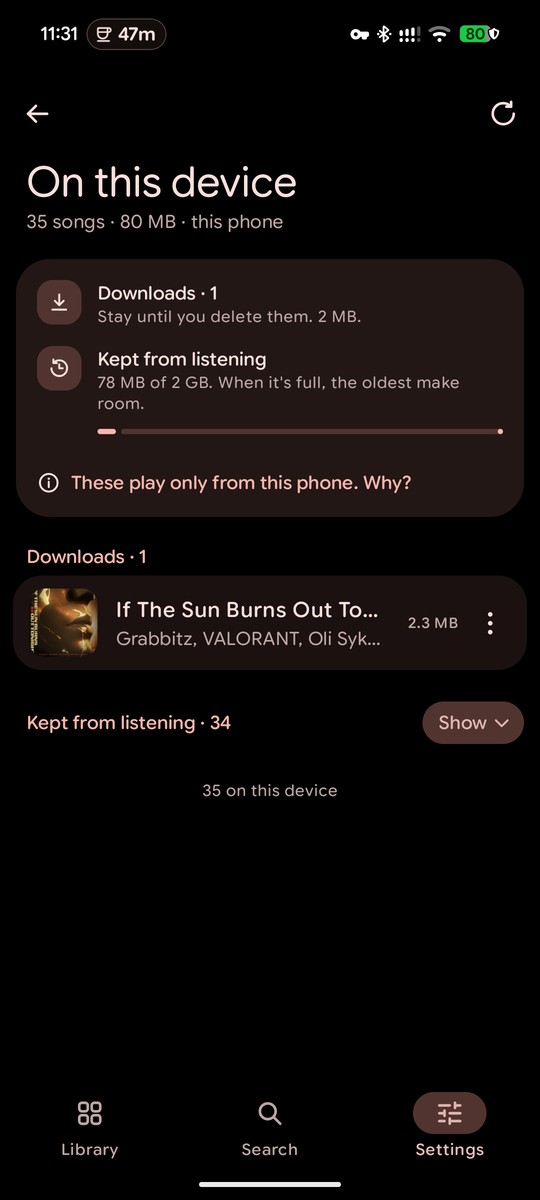 11:31
47m
80
On this device
35 songs · 80 MB · this phone
Downloads · 1
Stay until you delete them. 2 MB.
Kept from listening
78 MB of 2 GB. When it's full, the oldest make
room.
These play only from this phone. Why?
Downloads · 1
If The Sun Burns Out To...
Grabbitz, VALORANT, Oli Syk...
2.3 MB
Kept from listening · 34
Show
35 on this device
Library
Search
Settings